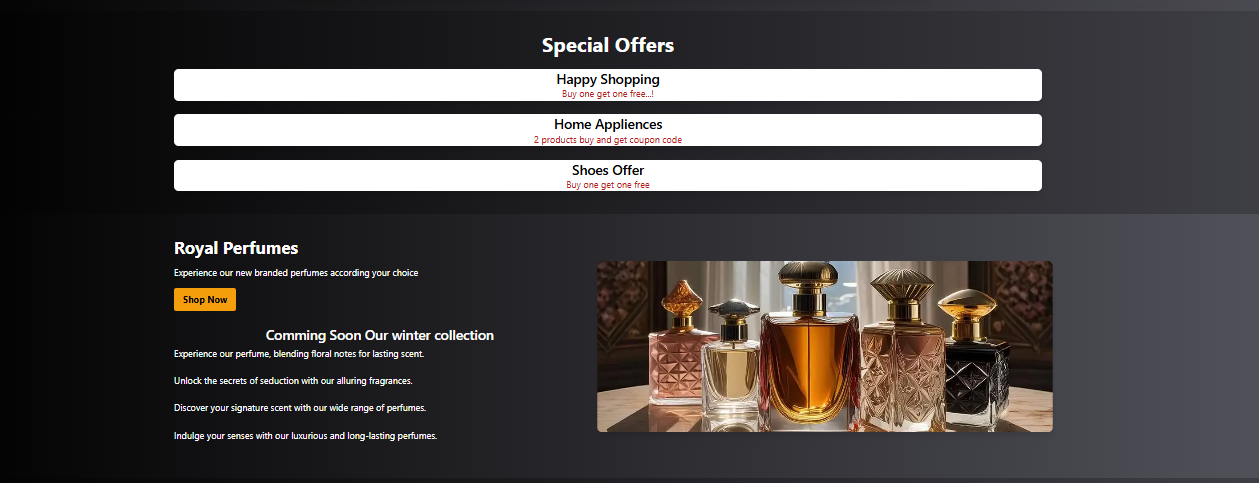 Special Offers
Happy Shopping
Buy one get one free...!
Home Appliences
2 products buy and get coupon code
Shoes Offer
Buy one get one free
Royal Perfumes
Experience our new branded perfumes according your choice
Shop Now
Comming Soon Our winter collection
Experience our perfume, blending floral notes for lasting scent.
Unlock the secrets of seduction with our alluring fragrances.
Discover your signature scent with our wide range of perfumes.
Indulge your senses with our luxurious and long-lasting perfumes.